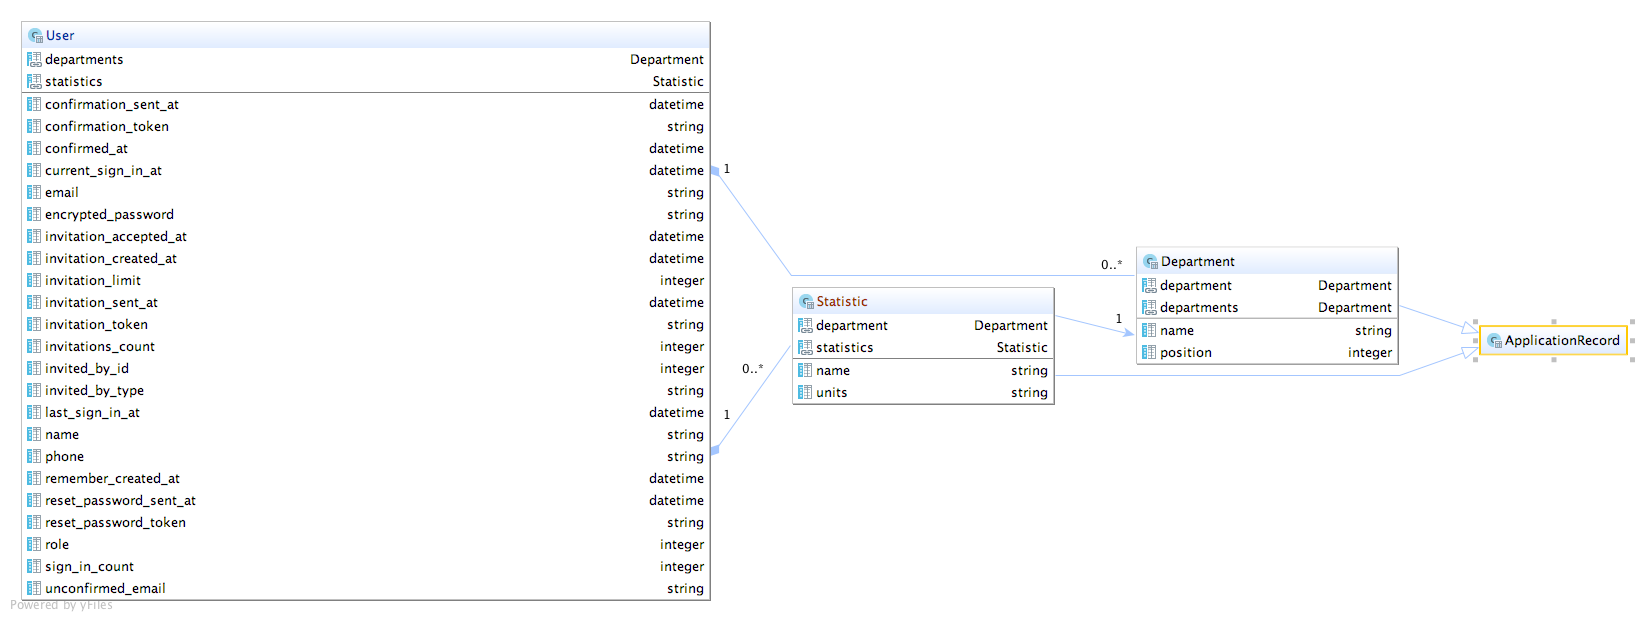 User
departments Department
statistics Statistic
confirmation_sent_at datetime
confirmation_token string
confirmed_at datetime
current_sign_in_at datetime
email string
encrypted_password string
invitation_accepted_at datetime
invitation_created_at datetime
invitation_limit integer
invitation_sent_at datetime
invitation_token string
invitations_count integer
invited_by_id integer
invited_by_type string
last_sign_in_at datetime
name string
phone string
remember_created_at datetime
reset_password_sent_at datetime
reset_password_token string
role integer
sign_in_count integer
unconfirmed_email string
Powered by yFiles
1
0..*
1
0..*
1
Statistic
department Department
statistics Statistic
name string
units string
Department
department Department
departments Department
name string
position integer
ApplicationRecord